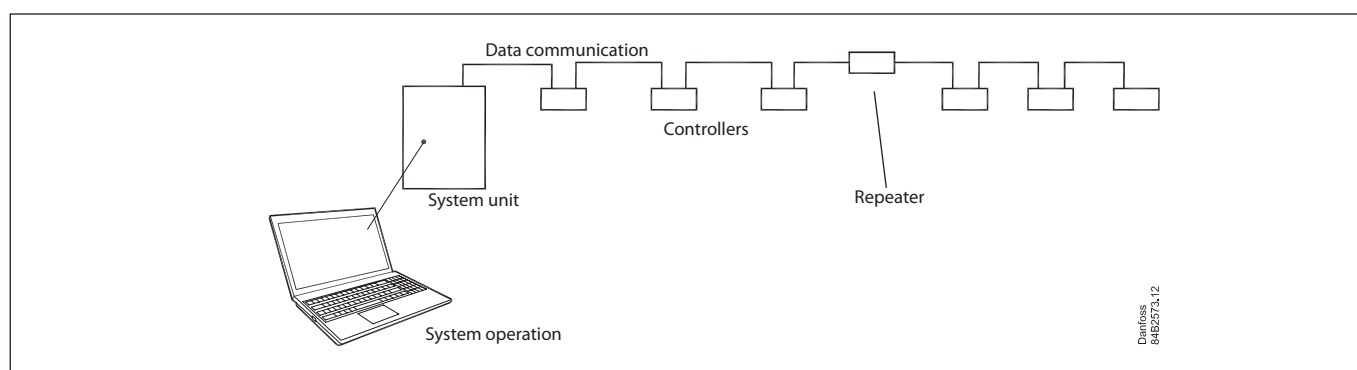 Data communication
Controllers
System unit
Repeater
System operation
Danfoss
84B2573.12